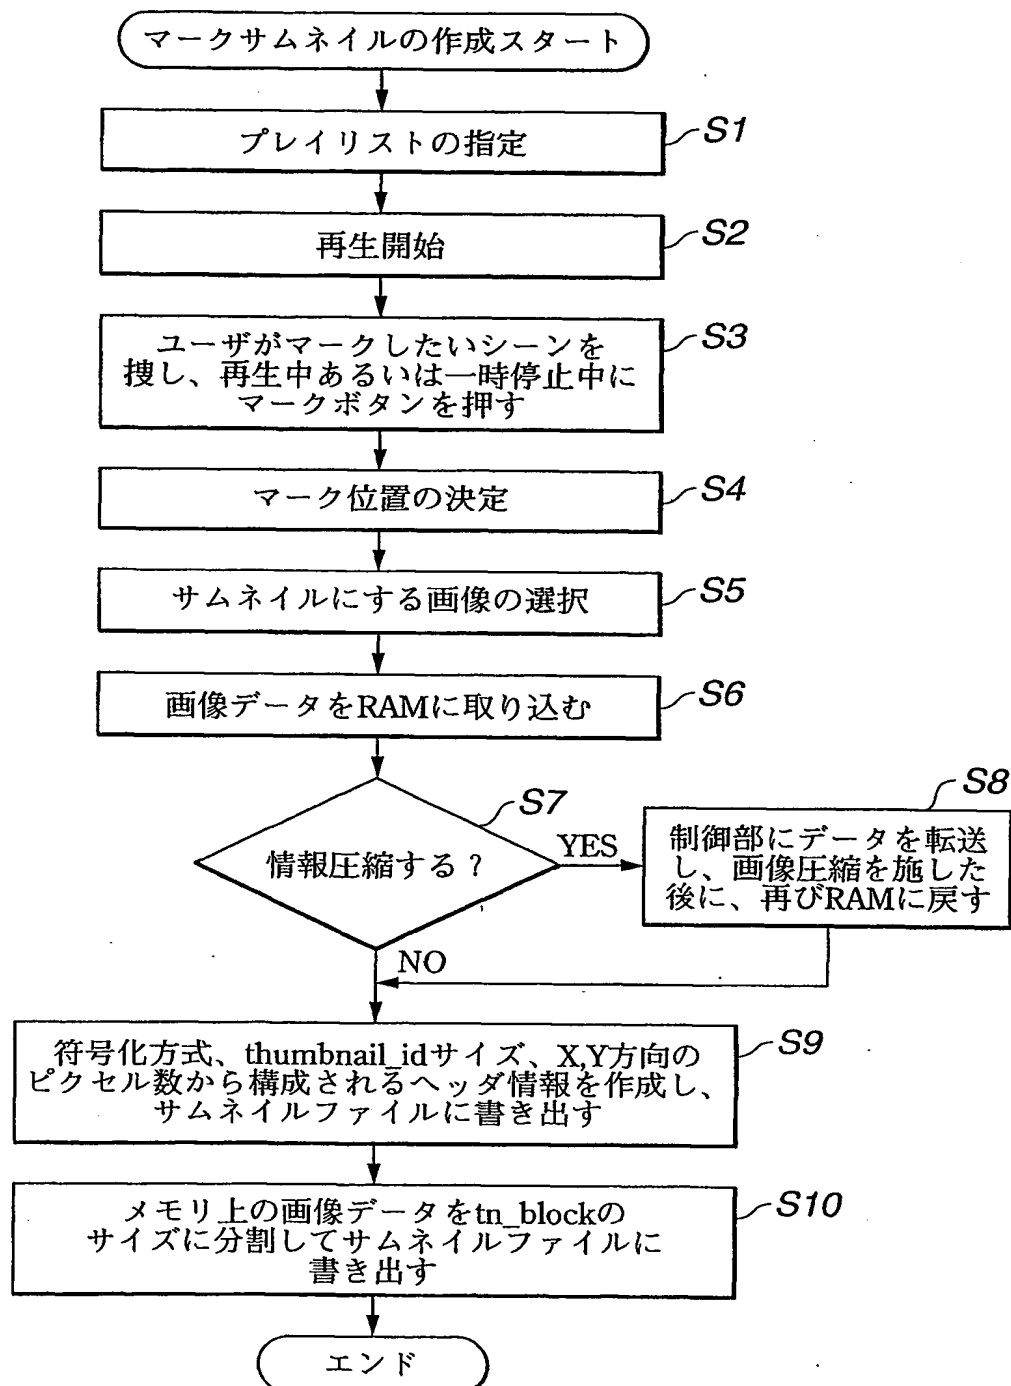 マークサムネイルの作成スタート
プレイリストの指定
S1
再生開始
S2
ユーザがマークしたいシーンを
捜し、再生中あるいは一時停止中に
マークボタンを押す
S3
マーク位置の決定
S4
サムネイルにする画像の選択
S5
画像データをRAMに取り込む
S6
情報圧縮する？
S7
YES
制御部にデータを転送
し、画像圧縮を施した
後に、再びRAMに戻す
S8
NO
符号化方式、thumbnail_idサイズ、X,Y方向の
ピクセル数から構成されるヘッダ情報を作成し、
サムネイルファイルに書き出す
S9
メモリ上の画像データをtn_blockの
サイズに分割してサムネイルファイルに
書き出す
S10
エンド